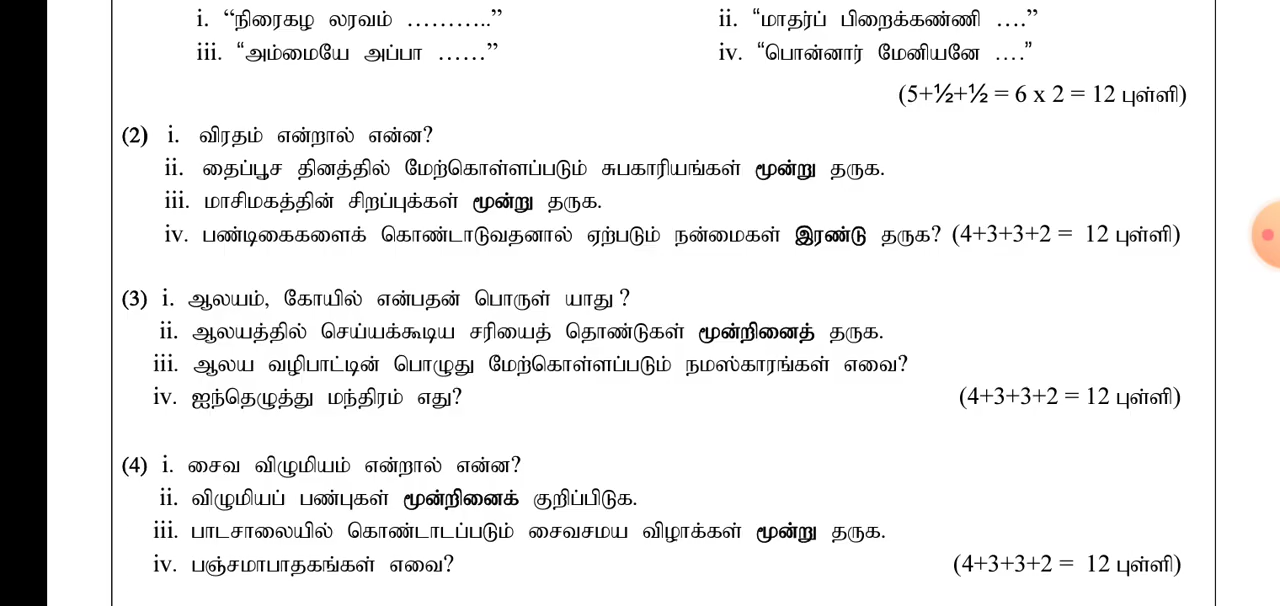 i. “நிரைகழ லரவம் ………..” ii. “மாதர்ப் பிறைக்கண்ணி ….”
iii. “அம்மையே அப்பா ……” iv. “பொன்னார் மேனியனே ….”
(5+½+½ = 6 x 2 = 12 புள்ளி)
(2) i. விரதம் என்றால் என்ன?
ii. தைப்பூச தினத்தில் மேற்கொள்ளப்படும் சுபகாரியங்கள் மூன்று தருக.
iii. மாசிமகத்தின் சிறப்புக்கள் மூன்று தருக.
iv. பண்டிகைகளைக் கொண்டாடுவதனால் ஏற்படும் நன்மைகள் இரண்டு தருக? (4+3+3+2 = 12 புள்ளி)
(3) i. ஆலயம், கோயில் என்பதன் பொருள் யாது ?
ii. ஆலயத்தில் செய்யக்கூடிய சரியைத் தொண்டுகள் மூன்றினைத் தருக.
iii. ஆலய வழிபாட்டின் பொழுது மேற்கொள்ளப்படும் நமஸ்காரங்கள் எவை?
iv. ஐந்தெழுத்து மந்திரம் எது? (4+3+3+2 = 12 புள்ளி)
(4) i. சைவ விழுமியம் என்றால் என்ன?
ii. விழுமியப் பண்புகள் மூன்றினைக் குறிப்பிடுக.
iii. பாடசாலையில் கொண்டாடப்படும் சைவசமய விழாக்கள் மூன்று தருக.
iv. பஞ்சமாபாதகங்கள் எவை? (4+3+3+2 = 12 புள்ளி)